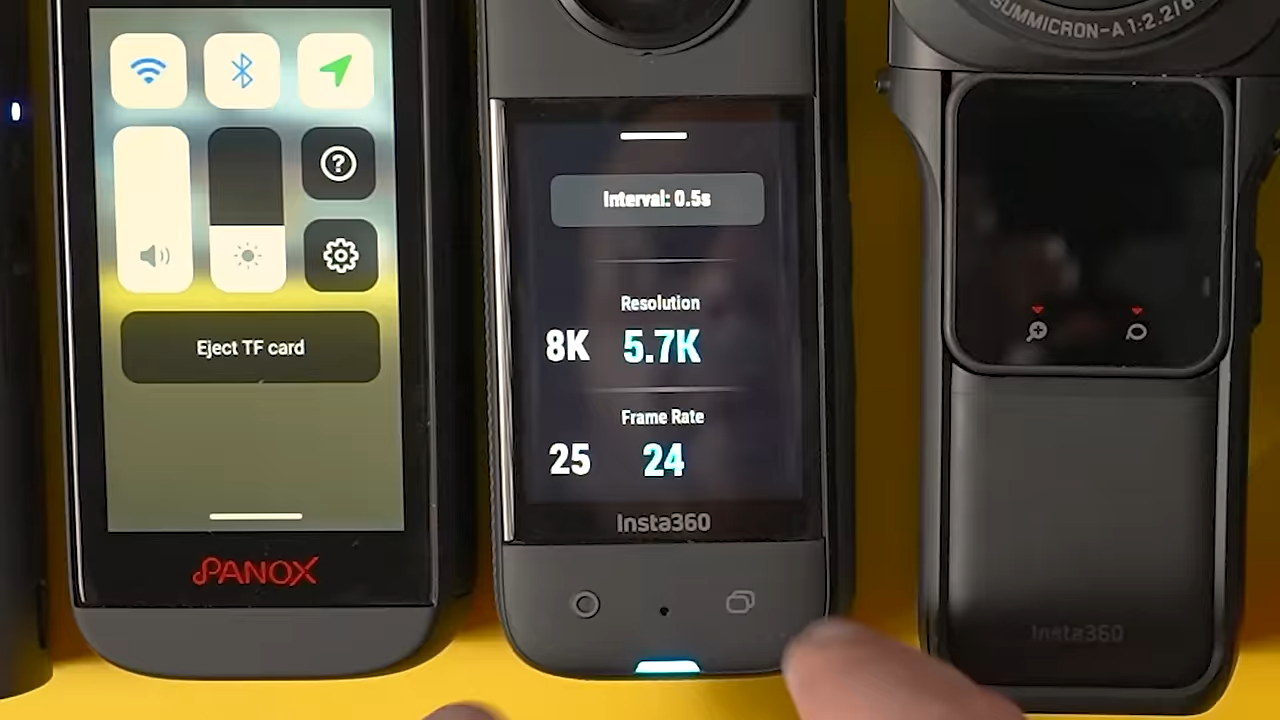 Eject TF card
PANOX
Interval: 0.5s
Resolution
8K 5.7K
Frame Rate
25 24
Insta360
SUMMICRON-A 1:2.2/6
Insta360